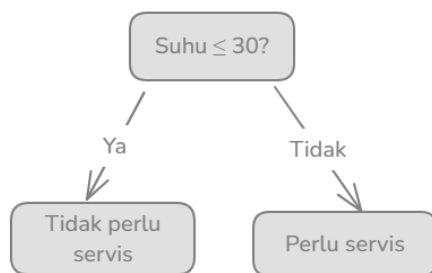 Suhu ≤ 30?
Ya
Tidak
Tidak perlu
servis
Perlu servis